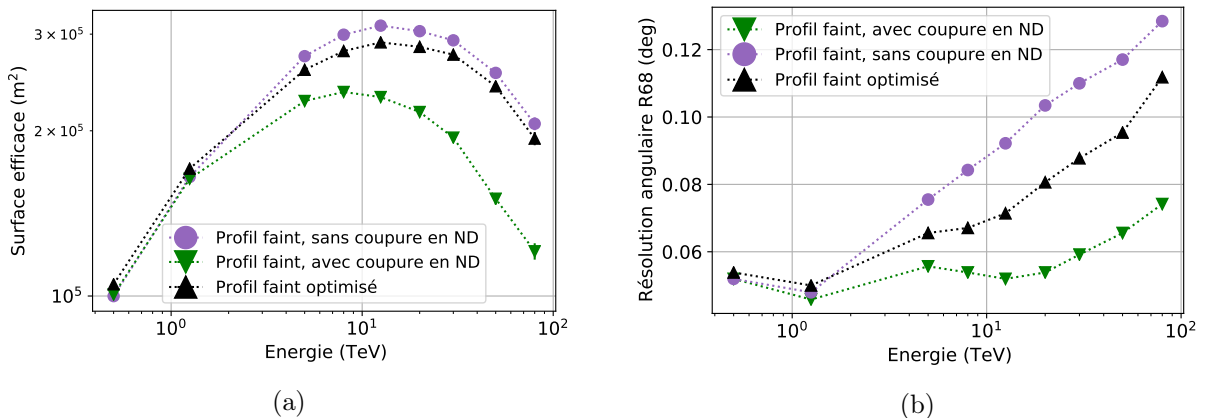 3 × 10⁵
2 × 10⁵
10⁵
Surface efficace (m²)
Profil faint, sans coupure en ND
Profil faint, avec coupure en ND
Profil faint optimisé
10⁰
10¹
10²
Energie (TeV)
(a)
0.12
0.10
0.08
0.06
Résolution angulaire R68 (deg)
Profil faint, avec coupure en ND
Profil faint, sans coupure en ND
Profil faint optimisé
10⁰
10¹
10²
Energie (TeV)
(b)